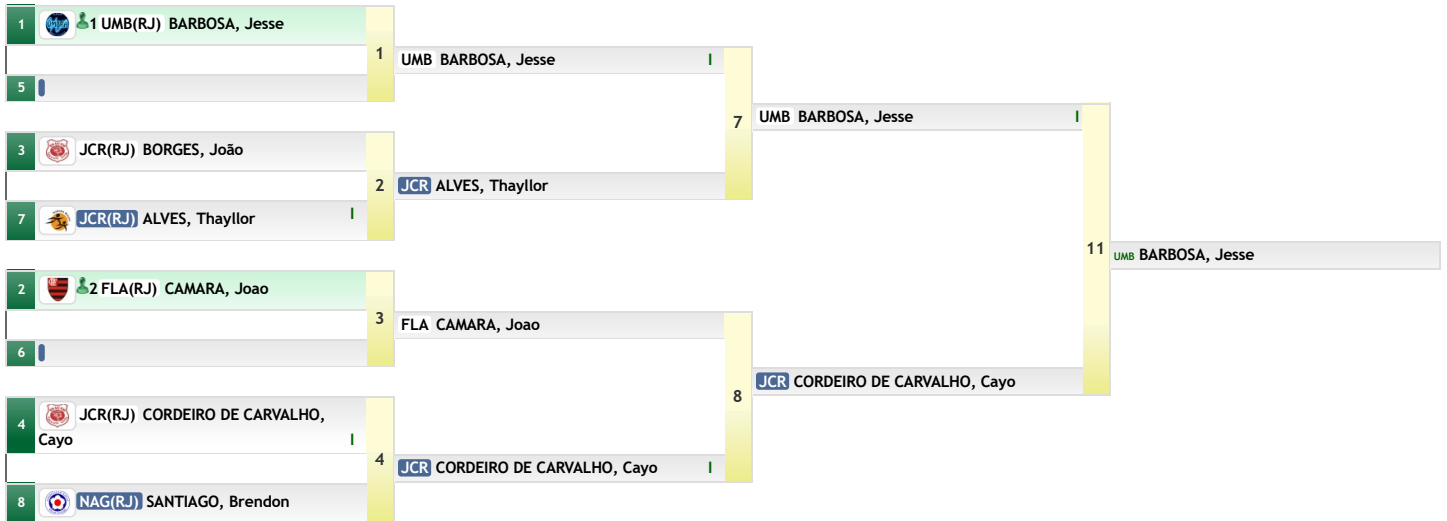 1 1 UMB(RJ) BARBOSA, Jesse
1
UMB BARBOSA, Jesse I
5
7
UMB BARBOSA, Jesse I
3 JCR(RJ) BORGES, João
2
JCR ALVES, Thayllor
7 JCR(RJ) ALVES, Thayllor I
11
UMB BARBOSA, Jesse
2 2 FLA(RJ) CAMARA, Joao
3
FLA CAMARA, Joao
6
JCR CORDEIRO DE CARVALHO, Cayo
8
4 JCR(RJ) CORDEIRO DE CARVALHO,
Cayo I
4
JCR CORDEIRO DE CARVALHO, Cayo I
8 NAG(RJ) SANTIAGO, Brendon